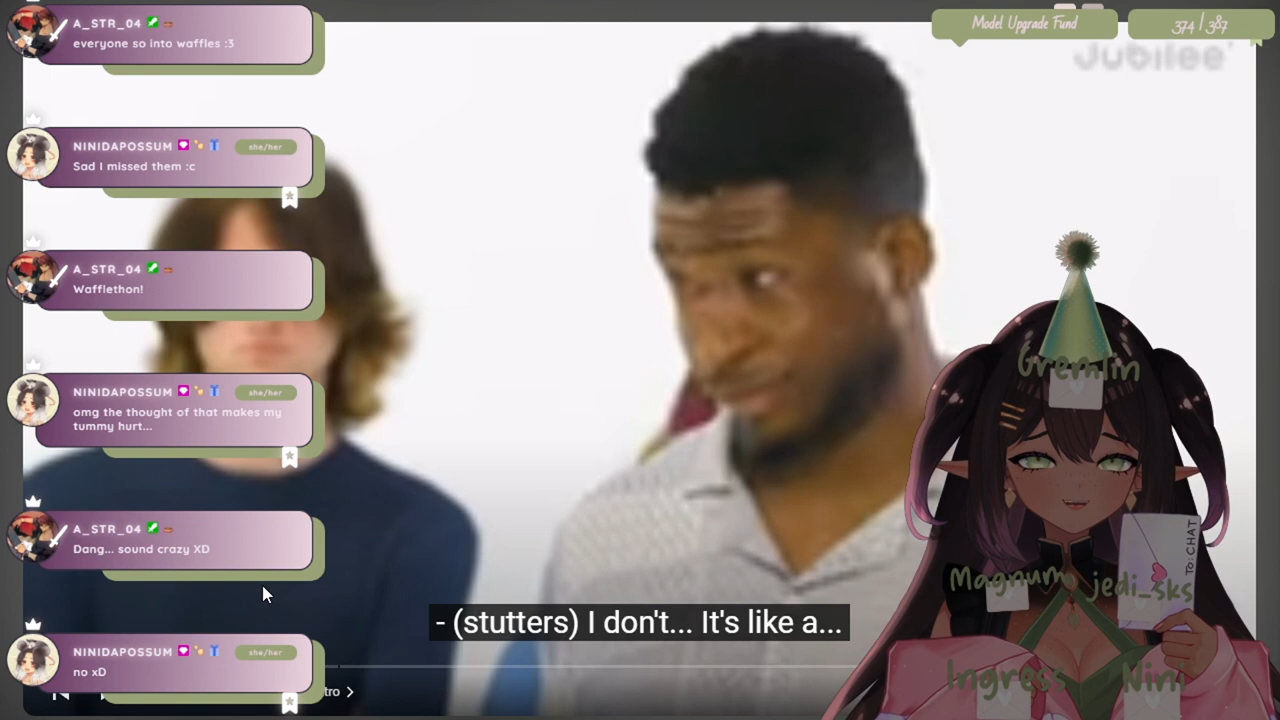 A_STR_04
everyone so into waffles :3
NINIDAPOSSUM she/her
Sad I missed them :c
A_STR_04
Wafflethon!
NINIDAPOSSUM she/her
omg the thought of that makes my
tummy hurt...
A_STR_04
Dang... sound crazy XD
NINIDAPOSSUM she/her
no xD
Model Upgrade Fund
374 / 387
Jubilee
- (stutters) I don't... It's like a...
tro
Gremlin
TO: CHAT
Magnum
jedi_sks
Ingress
Nini